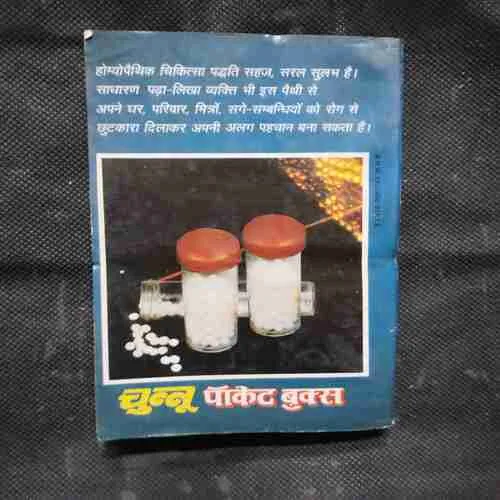 होम्योपैथिक चिकित्सा पद्धति सहज, सरल सुलभ है।
साधारण पढ़ा-लिखा व्यक्ति भी इस पैथी से
अपने घर, परिवार, मित्रों, सगे-सम्बन्धियों को रोग से
छुटकारा दिलाकर अपनी अलग पहचान बना सकता है।
चुन्नू पॉकेट बुक्स